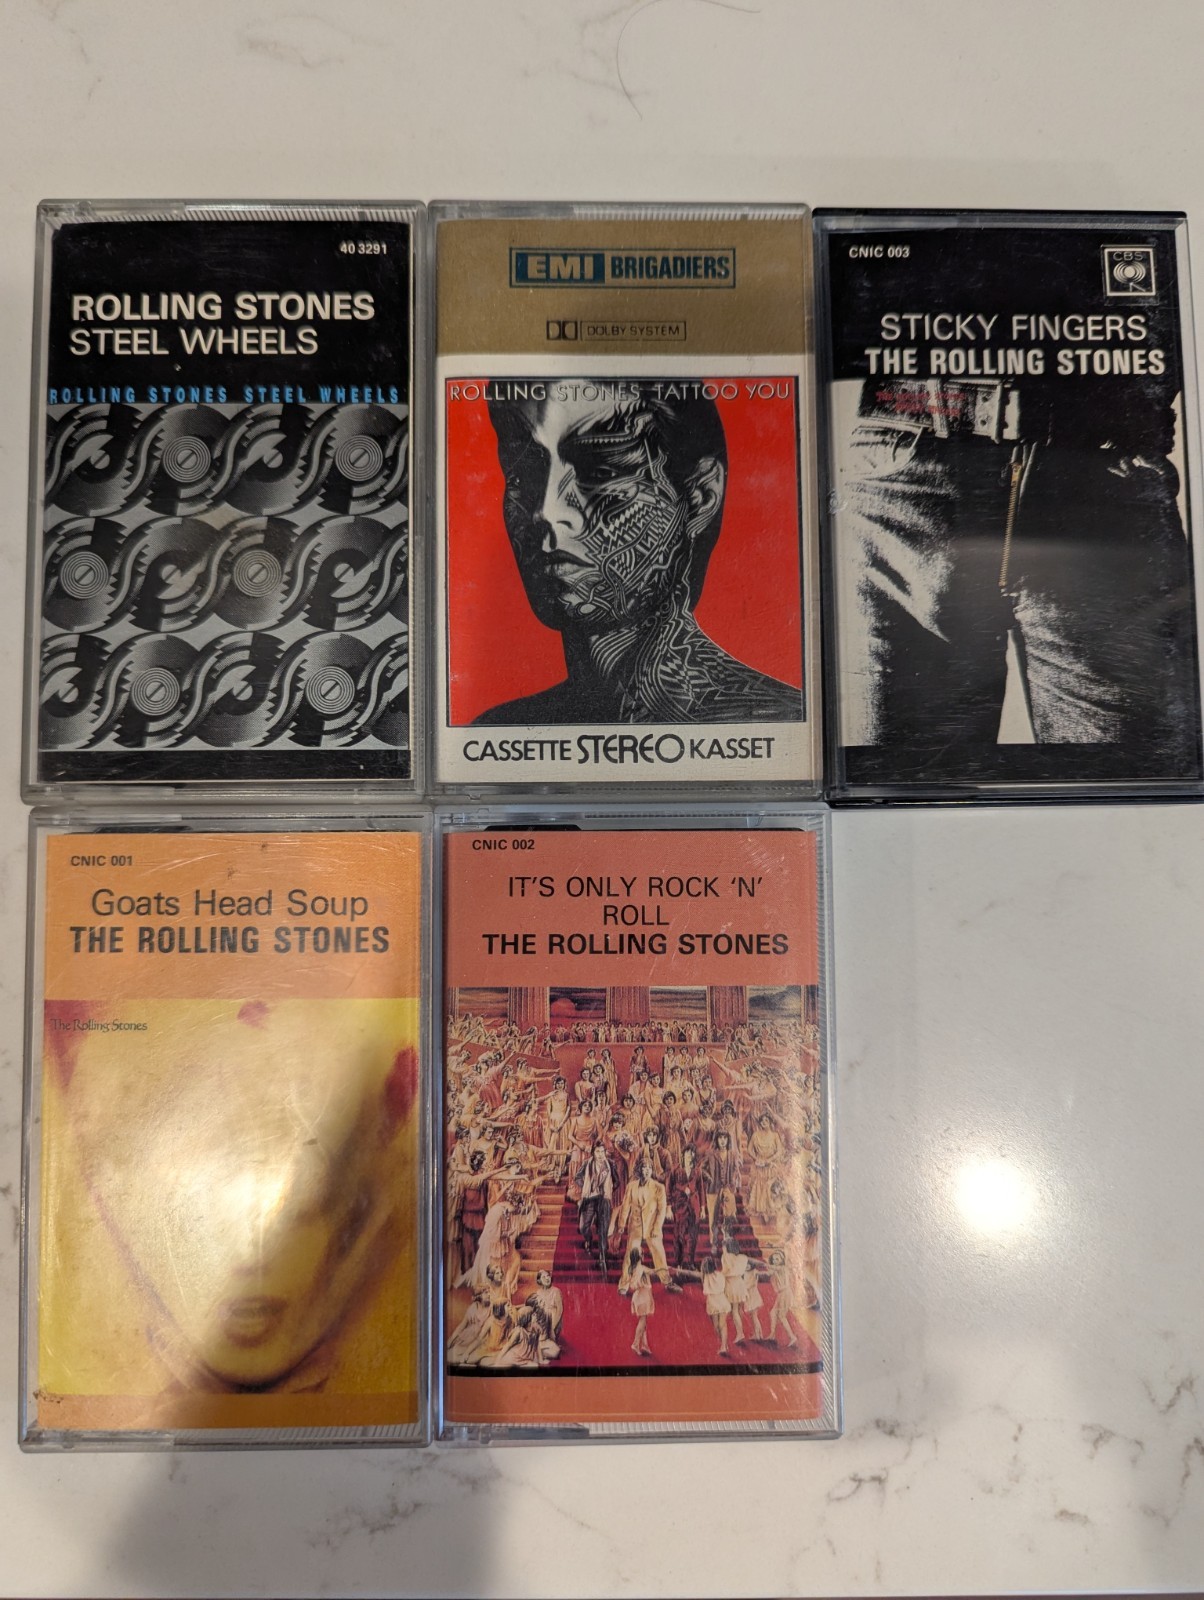 40 3291
ROLLING STONES
STEEL WHEELS
ROLLING STONES STEEL WHEELS
EMI BRIGADIERS
DOLBY SYSTEM
ROLLING STONES TATTOO YOU
CASSETTE STEREO KASSET
CNIC 003
CBS
STICKY FINGERS
THE ROLLING STONES
CNIC 001
Goats Head Soup
THE ROLLING STONES
The Rolling Stones
CNIC 002
IT'S ONLY ROCK 'N'
ROLL
THE ROLLING STONES